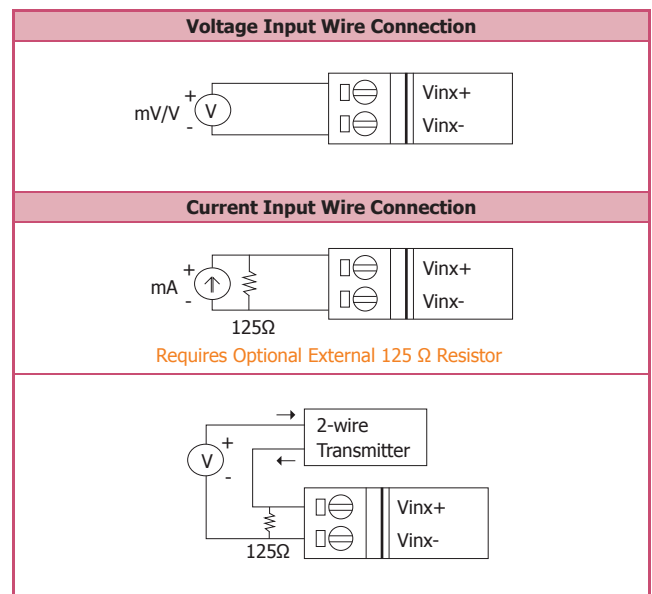 Voltage Input Wire Connection
mV/V
+
V
-
Vinx+
Vinx-
Current Input Wire Connection
mA
+
-
125Ω
Vinx+
Vinx-
Requires Optional External 125 Ω Resistor
2-wire
Transmitter
V
+
-
125Ω
Vinx+
Vinx-